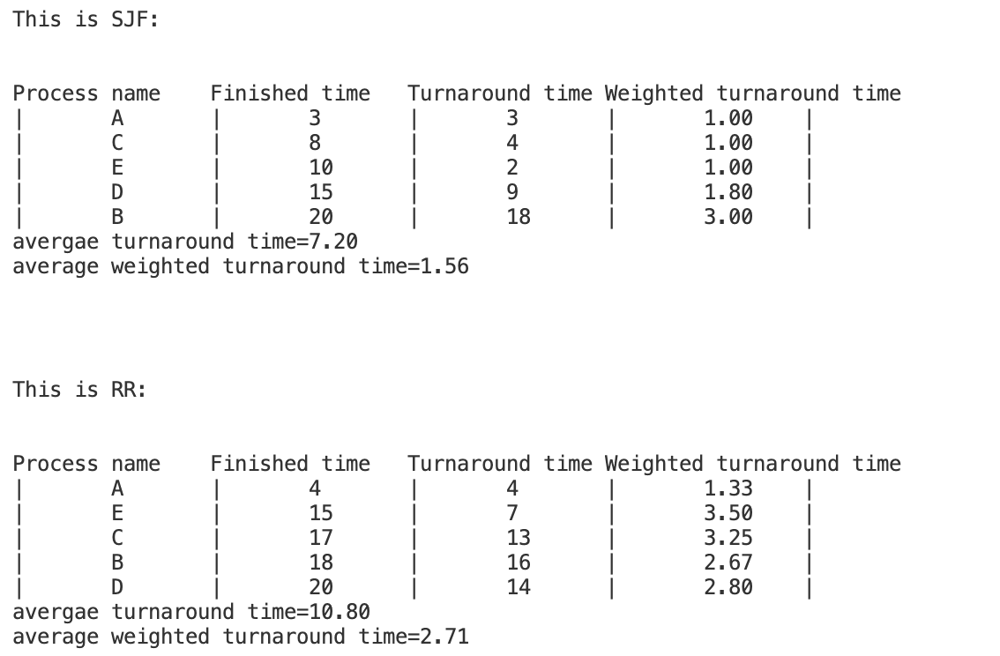 This is SJF:
Process name    Finished time   Turnaround time Weighted turnaround time
|       A       |       3       |       3       |       1.00    |
|       C       |       8       |       4       |       1.00    |
|       E       |       10      |       2       |       1.00    |
|       D       |       15      |       9       |       1.80    |
|       B       |       20      |       18      |       3.00    |
avergae turnaround time=7.20
average weighted turnaround time=1.56
This is RR:
Process name    Finished time   Turnaround time Weighted turnaround time
|       A       |       4       |       4       |       1.33    |
|       E       |       15      |       7       |       3.50    |
|       C       |       17      |       13      |       3.25    |
|       B       |       18      |       16      |       2.67    |
|       D       |       20      |       14      |       2.80    |
avergae turnaround time=10.80
average weighted turnaround time=2.71